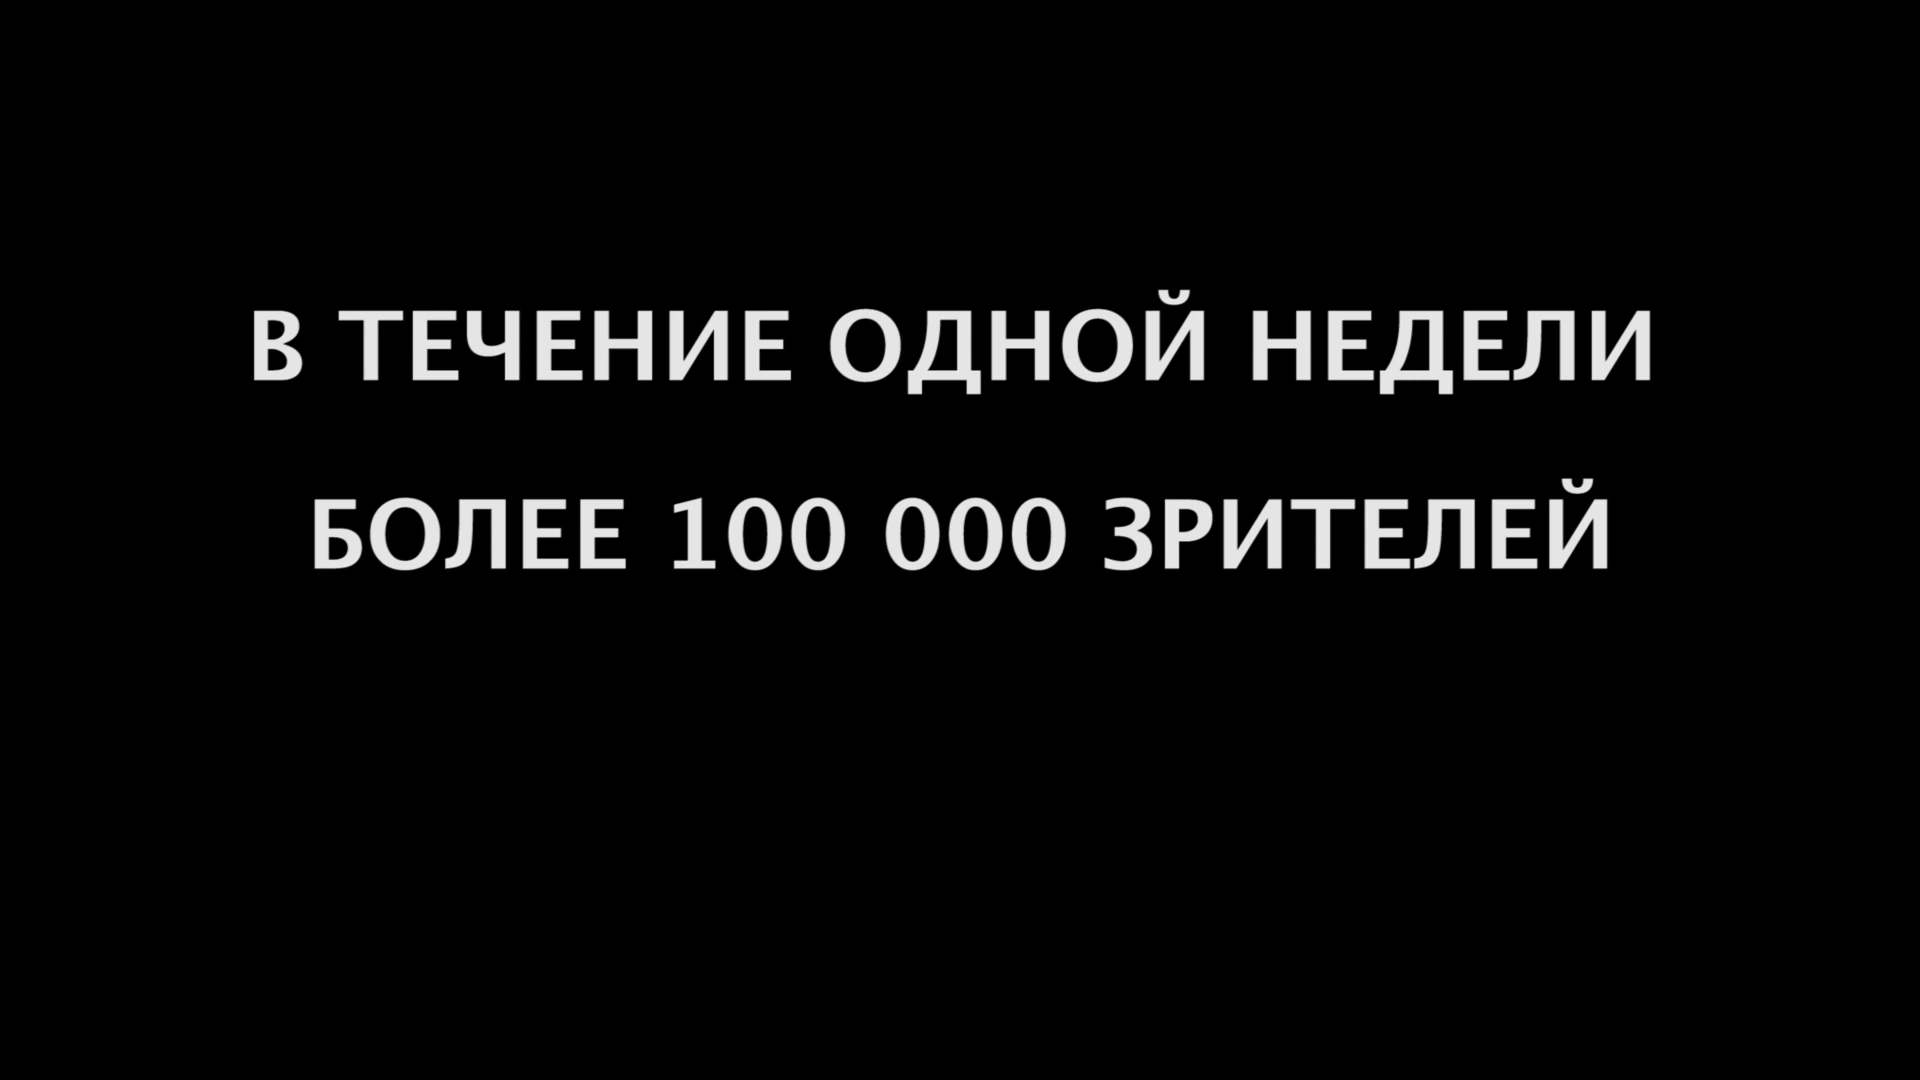 В ТЕЧЕНИЕ ОДНОЙ НЕДЕЛИ
БОЛЕЕ 100 000 ЗРИТЕЛЕЙ